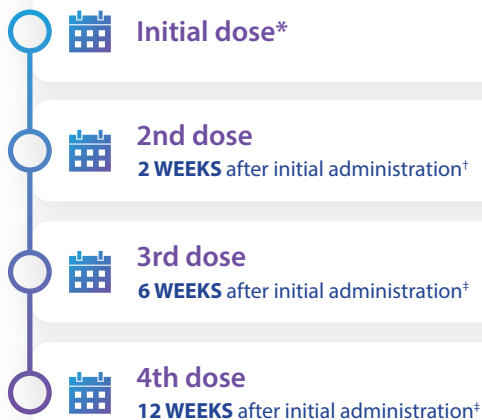 Initial dose*
2nd dose
2 WEEKS after initial administration†
3rd dose
6 WEEKS after initial administration‡
4th dose
12 WEEKS after initial administration‡